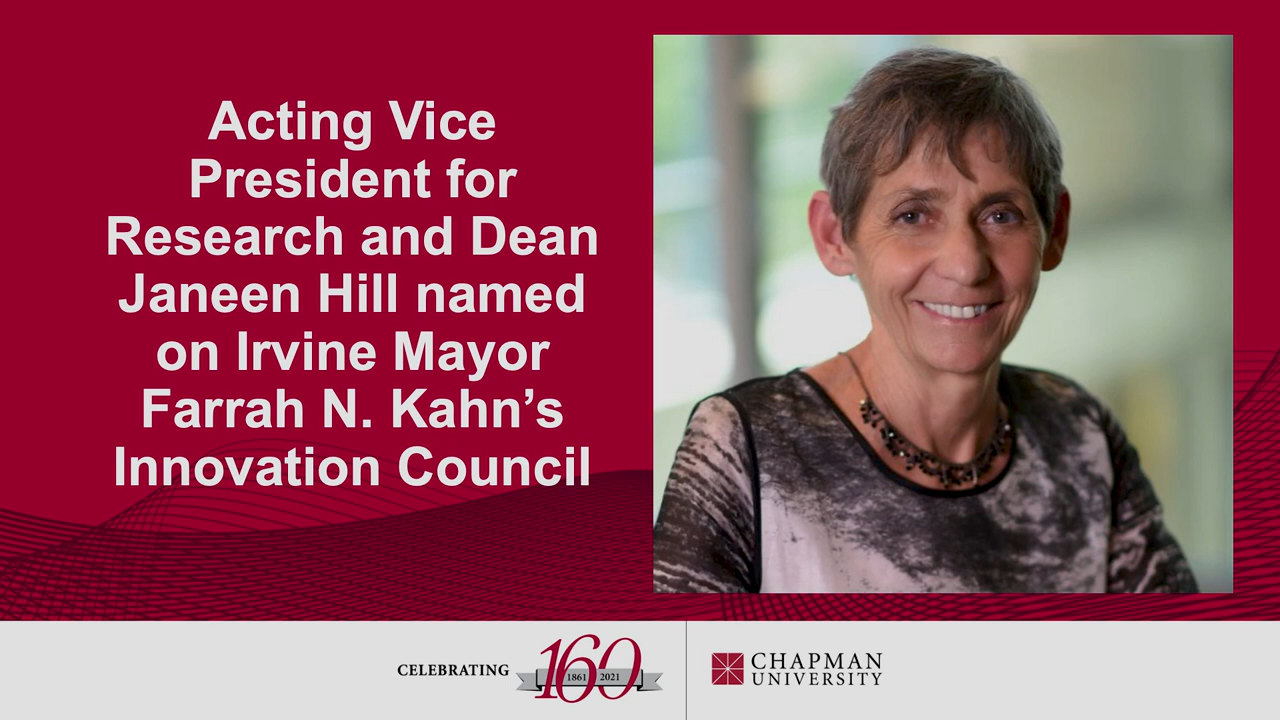 Acting Vice
President for
Research and Dean
Janeen Hill named
on Irvine Mayor
Farrah N. Kahn’s
Innovation Council
CELEBRATING
160
1861 2021
CHAPMAN
UNIVERSITY